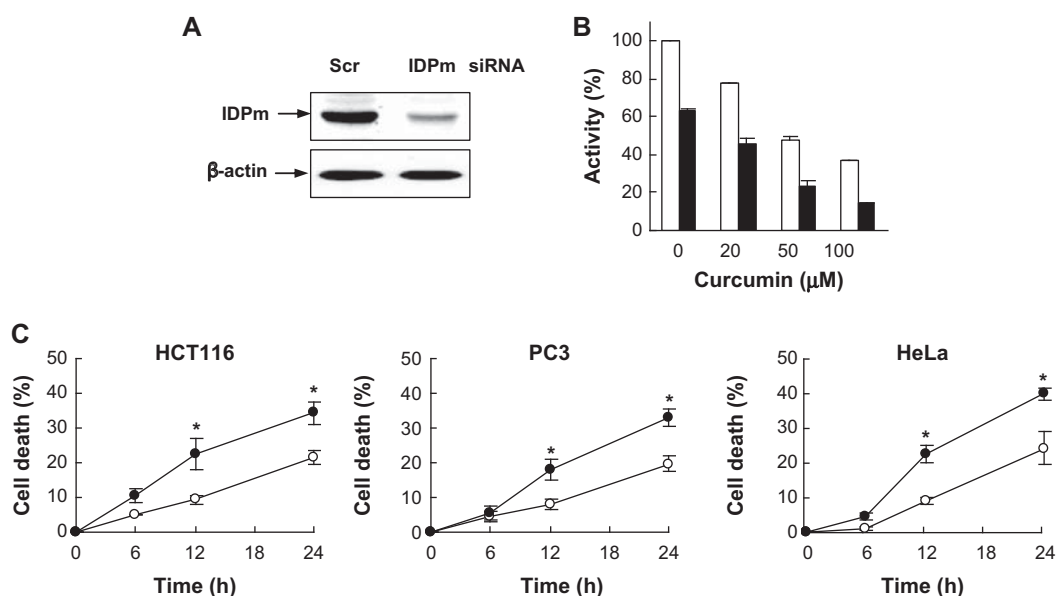 A
Scr IDPm siRNA
IDPm
β-actin
B
Activity (%)
100
80
60
40
20
0
0 20 50 100
Curcumin (μM)
C
HCT116
Cell death (%)
50
40
30
20
10
0
*
*
0 6 12 24
Time (h)
PC3
Cell death (%)
50
40
30
20
10
0
*
*
0 6 12 24
Time (h)
HeLa
Cell death (%)
50
40
30
20
10
0
*
*
0 6 12 24
Time (h)